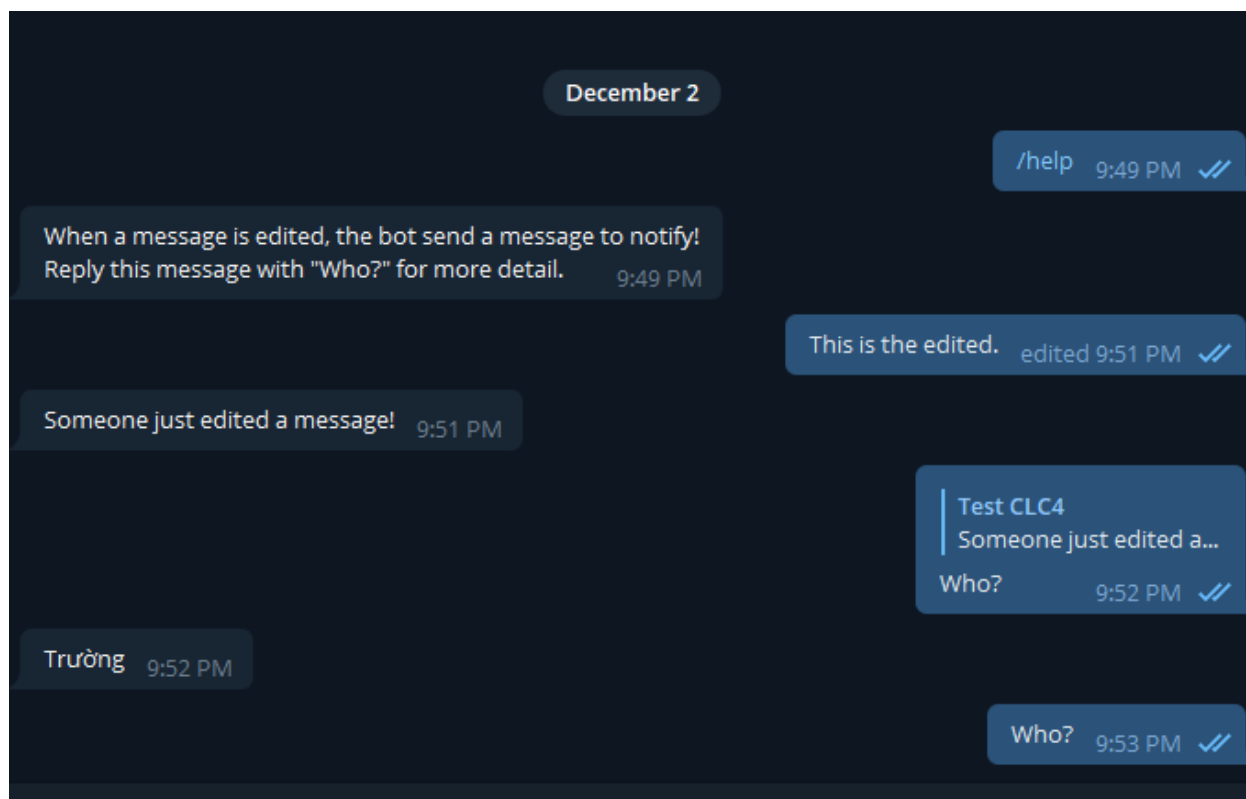 December 2
/help 9:49 PM
When a message is edited, the bot send a message to notify!
Reply this message with "Who?" for more detail. 9:49 PM
This is the edited. edited 9:51 PM
Someone just edited a message! 9:51 PM
Test CLC4
Someone just edited a...
Who? 9:52 PM
Trường 9:52 PM
Who? 9:53 PM